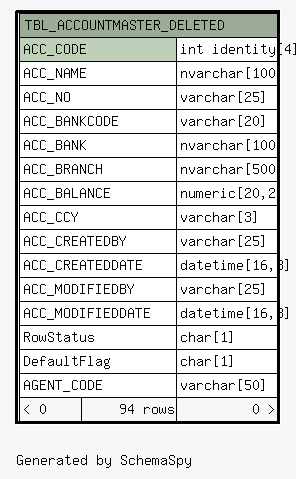 TBL_ACCOUNTMASTER_DELETED
ACC_CODE int identity[4]
ACC_NAME nvarchar[100
ACC_NO varchar[25]
ACC_BANKCODE varchar[20]
ACC_BANK nvarchar[100
ACC_BRANCH nvarchar[500
ACC_BALANCE numeric[20,2
ACC_CCY varchar[3]
ACC_CREATEDBY varchar[25]
ACC_CREATEDDATE datetime[16,3]
ACC_MODIFIEDBY varchar[25]
ACC_MODIFIEDDATE datetime[16,3]
RowStatus char[1]
DefaultFlag char[1]
AGENT_CODE varchar[50]
< 0 94 rows 0 >
Generated by SchemaSpy